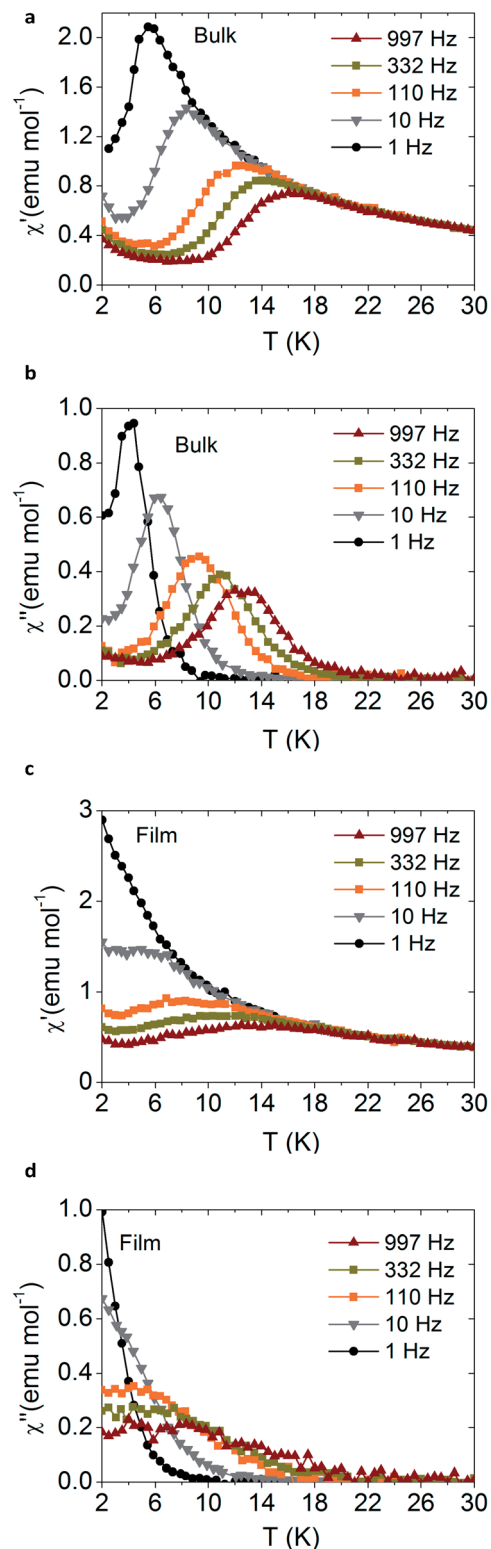 a
Bulk
997 Hz
332 Hz
110 Hz
10 Hz
1 Hz
χ'(emu mol⁻¹)
2.0
1.6
1.2
0.8
0.4
0.0
2 6 10 14 18 22 26 30
T (K)
b
Bulk
997 Hz
332 Hz
110 Hz
10 Hz
1 Hz
χ"(emu mol⁻¹)
1.0
0.8
0.6
0.4
0.2
0.0
2 6 10 14 18 22 26 30
T (K)
c
Film
997 Hz
332 Hz
110 Hz
10 Hz
1 Hz
χ'(emu mol⁻¹)
3
2
1
0
2 6 10 14 18 22 26 30
T (K)
d
Film
997 Hz
332 Hz
110 Hz
10 Hz
1 Hz
χ"(emu mol⁻¹)
1.0
0.8
0.6
0.4
0.2
0.0
2 6 10 14 18 22 26 30
T (K)